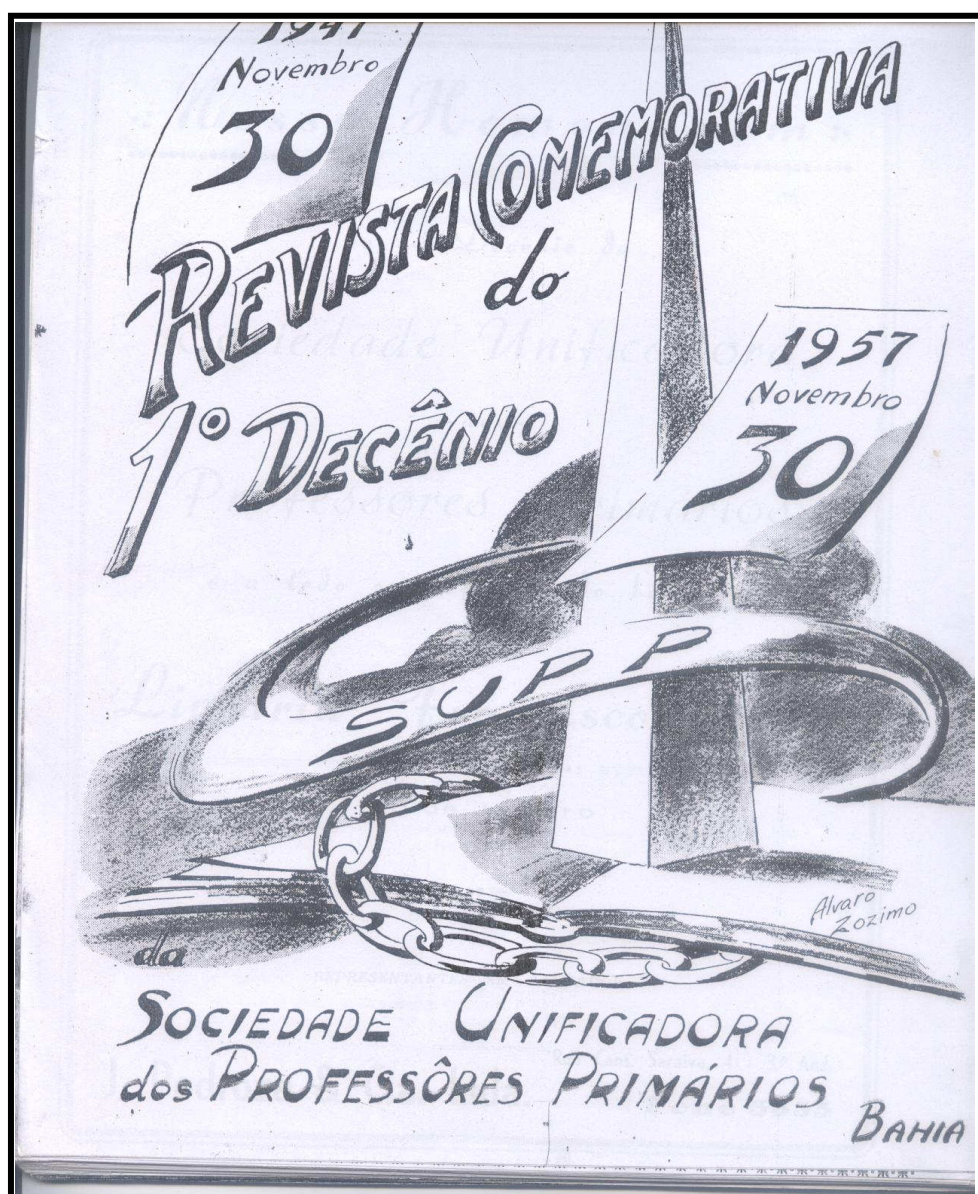 1947
Novembro
30
REVISTA COMEMORATIVA
do
1º DECÊNIO
1957
Novembro
30
SUPP
Alvaro
Zozimo
da
SOCIEDADE UNIFICADORA
dos PROFESSÔRES PRIMÁRIOS
BAHIA